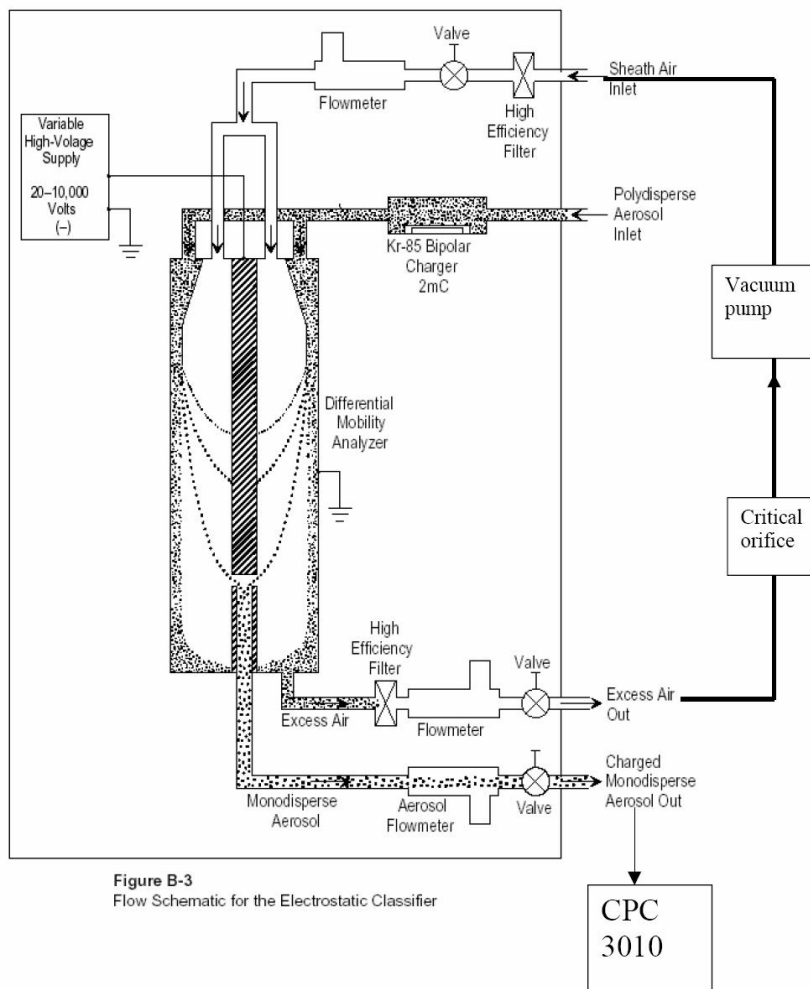 Valve
Sheath Air
Inlet
Flowmeter
High
Efficiency
Filter
Variable
High-Volage
Supply
20–10,000
Volts
(–)
Polydisperse
Aerosol
Inlet
Kr-85 Bipolar
Charger
2mC
Vacuum
pump
Differential
Mobility
Analyzer
Critical
orifice
High
Efficiency
Filter
Valve
Excess Air
Out
Excess Air
Flowmeter
Charged
Monodisperse
Aerosol Out
Monodisperse
Aerosol
Aerosol
Flowmeter
Valve
Figure B-3
Flow Schematic for the Electrostatic Classifier
CPC
3010